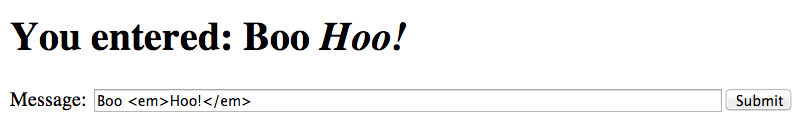 You entered: Boo Hoo!
Message: Boo <em>Hoo!</em> Submit